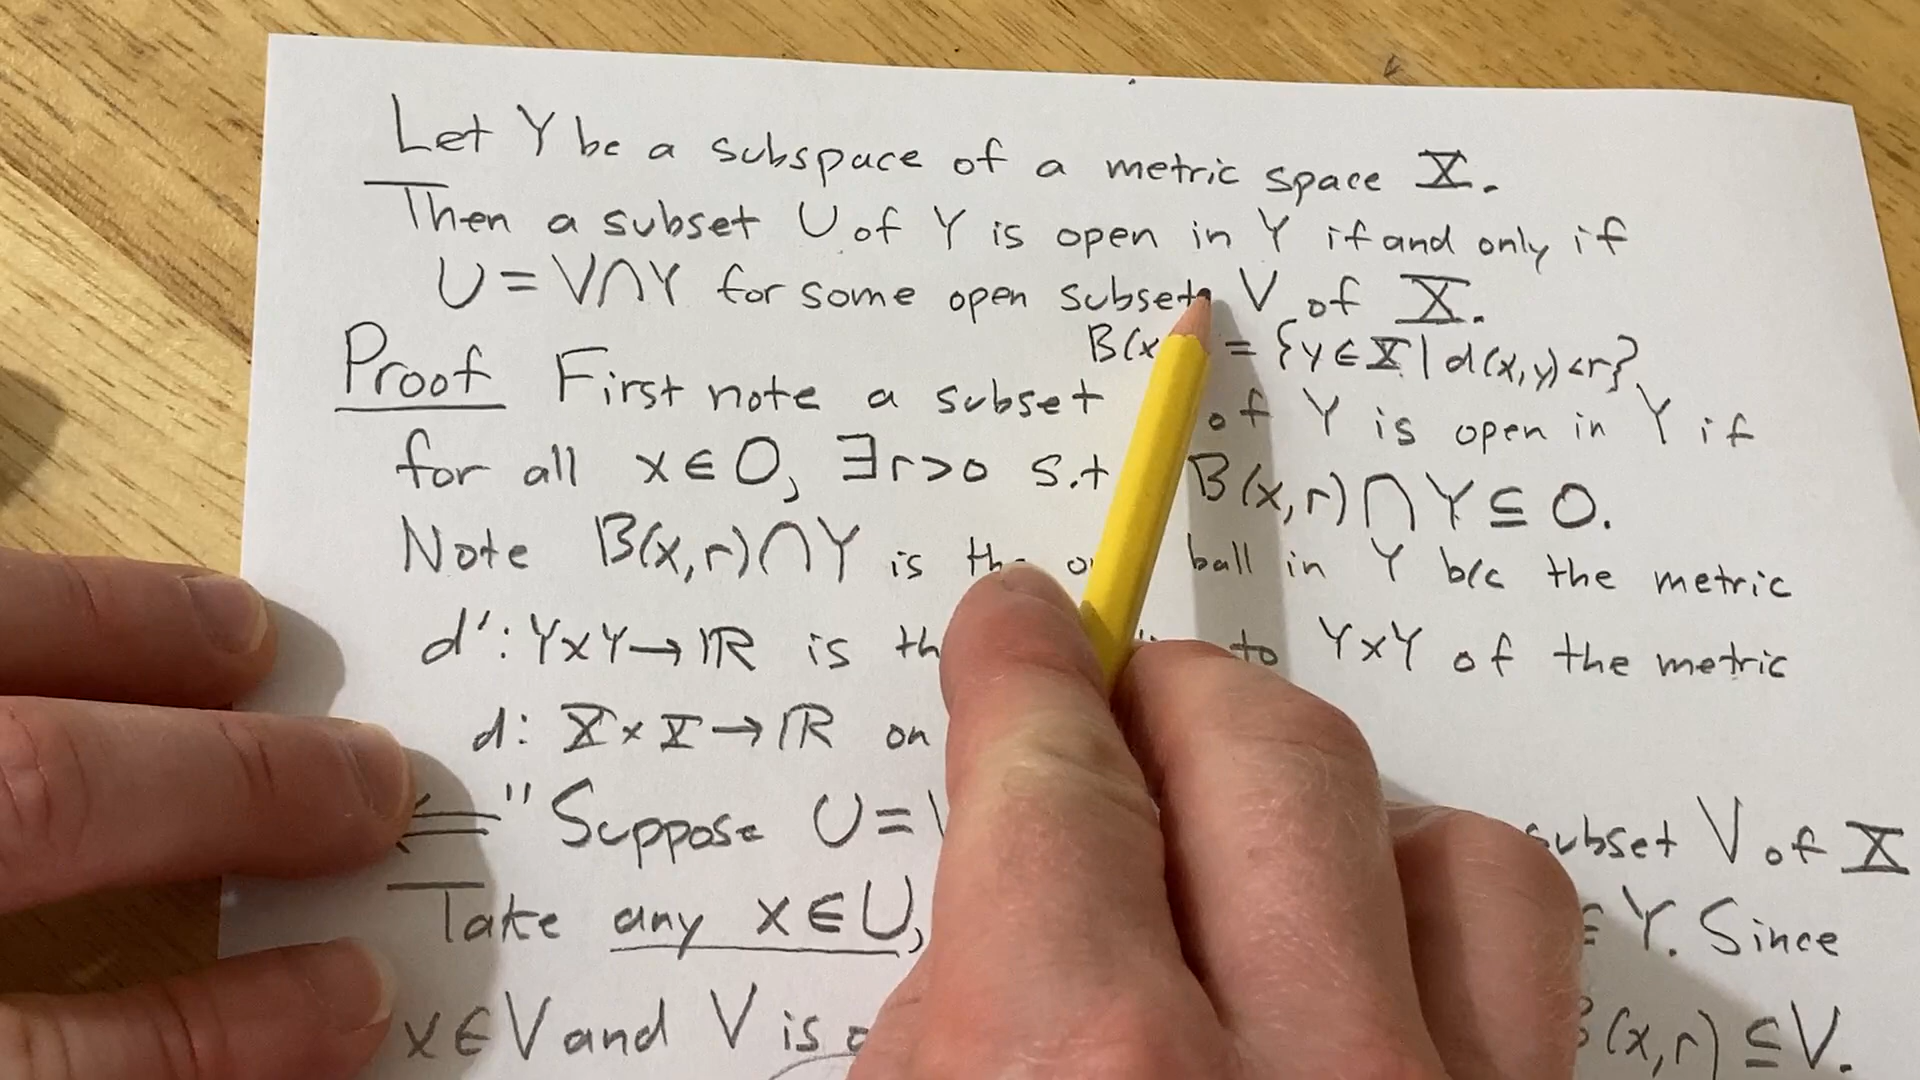 Let Y be a subspace of a metric space X.
Then a subset U of Y is open in Y if and only if
U = V∩Y for some open subset V of X.
B(x = {y ∈ X | d(x,y) < r}
Proof First note a subset of Y is open in Y if
for all x ∈ O, ∃r>0 s.t B(x,r) ∩ Y ⊆ O.
Note B(x,r)∩Y is the ball in Y b/c the metric
d': Y×Y→ℝ is to Y×Y of the metric
d: X×X→ℝ on
⇐" Suppose U = subset V of X
Take any x ∈ U, Y. Since
x ∈ V and V is (x,r) ⊆ V.